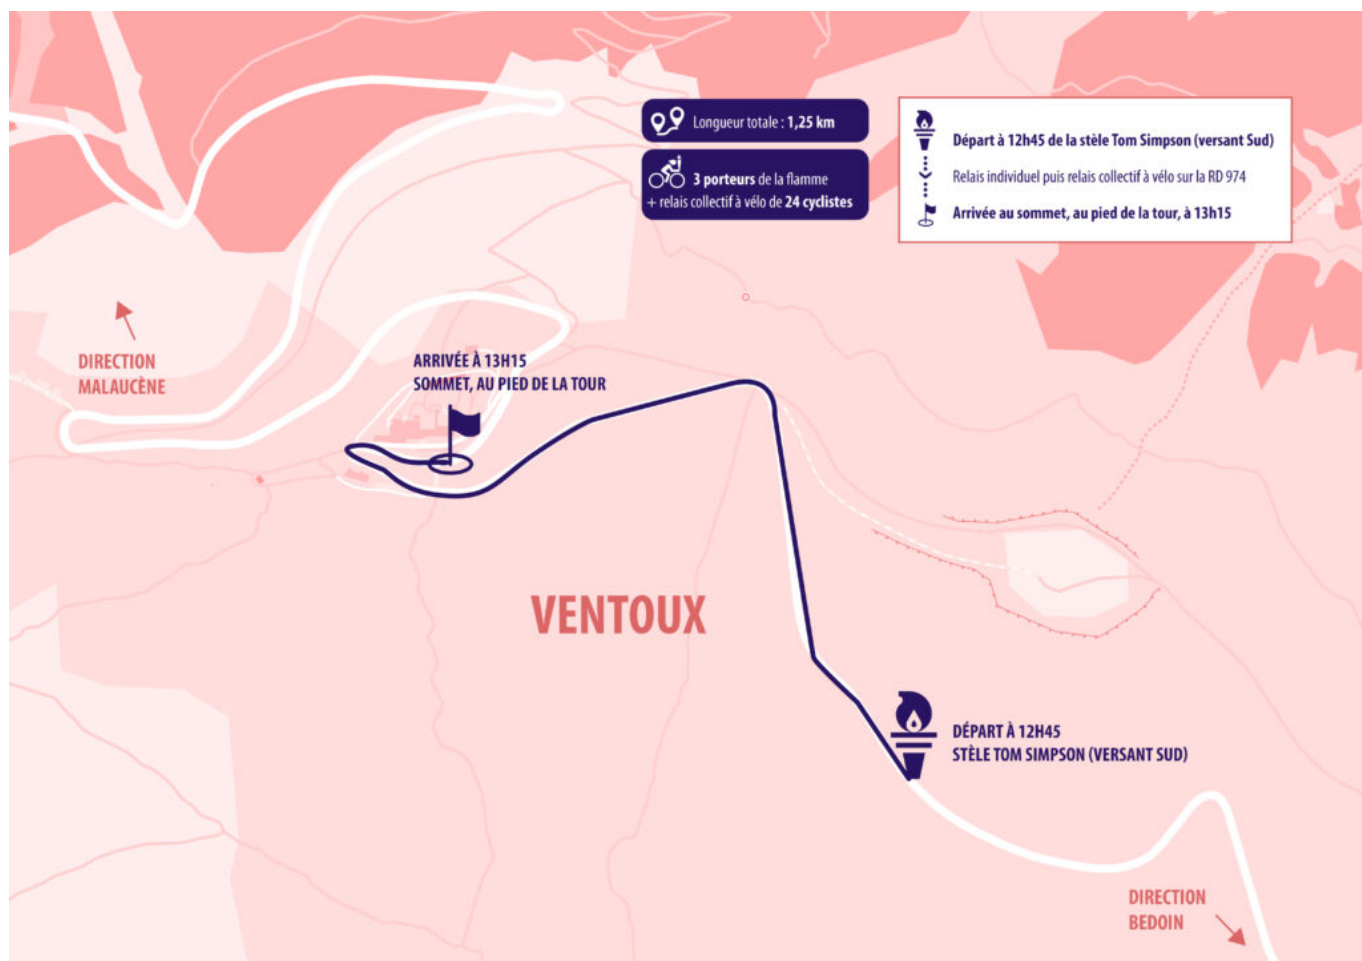 Longueur totale : 1,25 km
3 porteurs de la flamme
+ relais collectif à vélo de 24 cyclistes
Départ à 12h45 de la stèle Tom Simpson (versant Sud)
Relais individuel puis relais collectif à vélo sur la RD 974
Arrivée au sommet, au pied de la tour, à 13h15
DIRECTION
MALAUCÈNE
ARRIVÉE À 13H15
SOMMET, AU PIED DE LA TOUR
VENTOUX
DÉPART À 12H45
STÈLE TOM SIMPSON (VERSANT SUD)
DIRECTION
BEDOIN